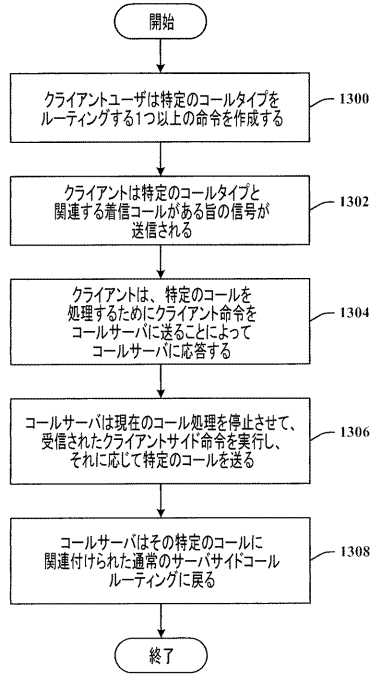 開始
クライアントユーザは特定のコールタイプを
ルーティングする1つ以上の命令を作成する
1300
クライアントは特定のコールタイプと
関連する着信コールがある旨の信号が
送信される
1302
クライアントは、特定のコールを
処理するためにクライアント命令を
コールサーバに送ることによって
コールサーバに応答する
1304
コールサーバは現在のコール処理を停止させて、
受信されたクライアントサイド命令を実行し、
それに応じて特定のコールを送る
1306
コールサーバはその特定のコールに
関連付けられた通常のサーバサイドコール
ルーティングに戻る
1308
終了